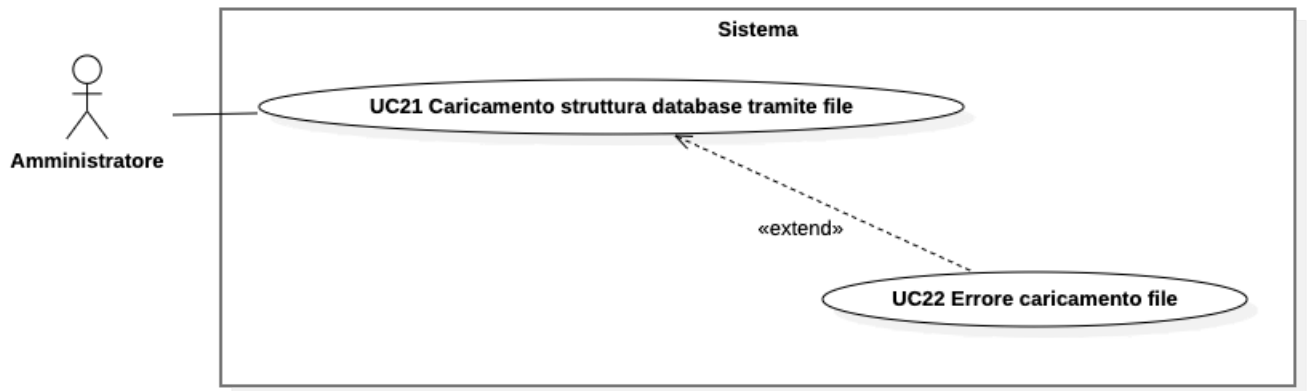 Sistema
UC21 Caricamento struttura database tramite file
Amministratore
«extend»
UC22 Errore caricamento file